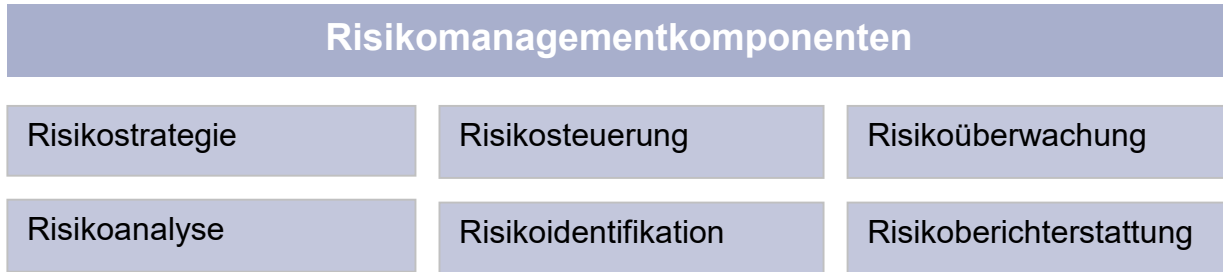 Risikomanagementkomponenten
Risikostrategie
Risikosteuerung
Risikoüberwachung
Risikoanalyse
Risikoidentifikation
Risikoberichterstattung